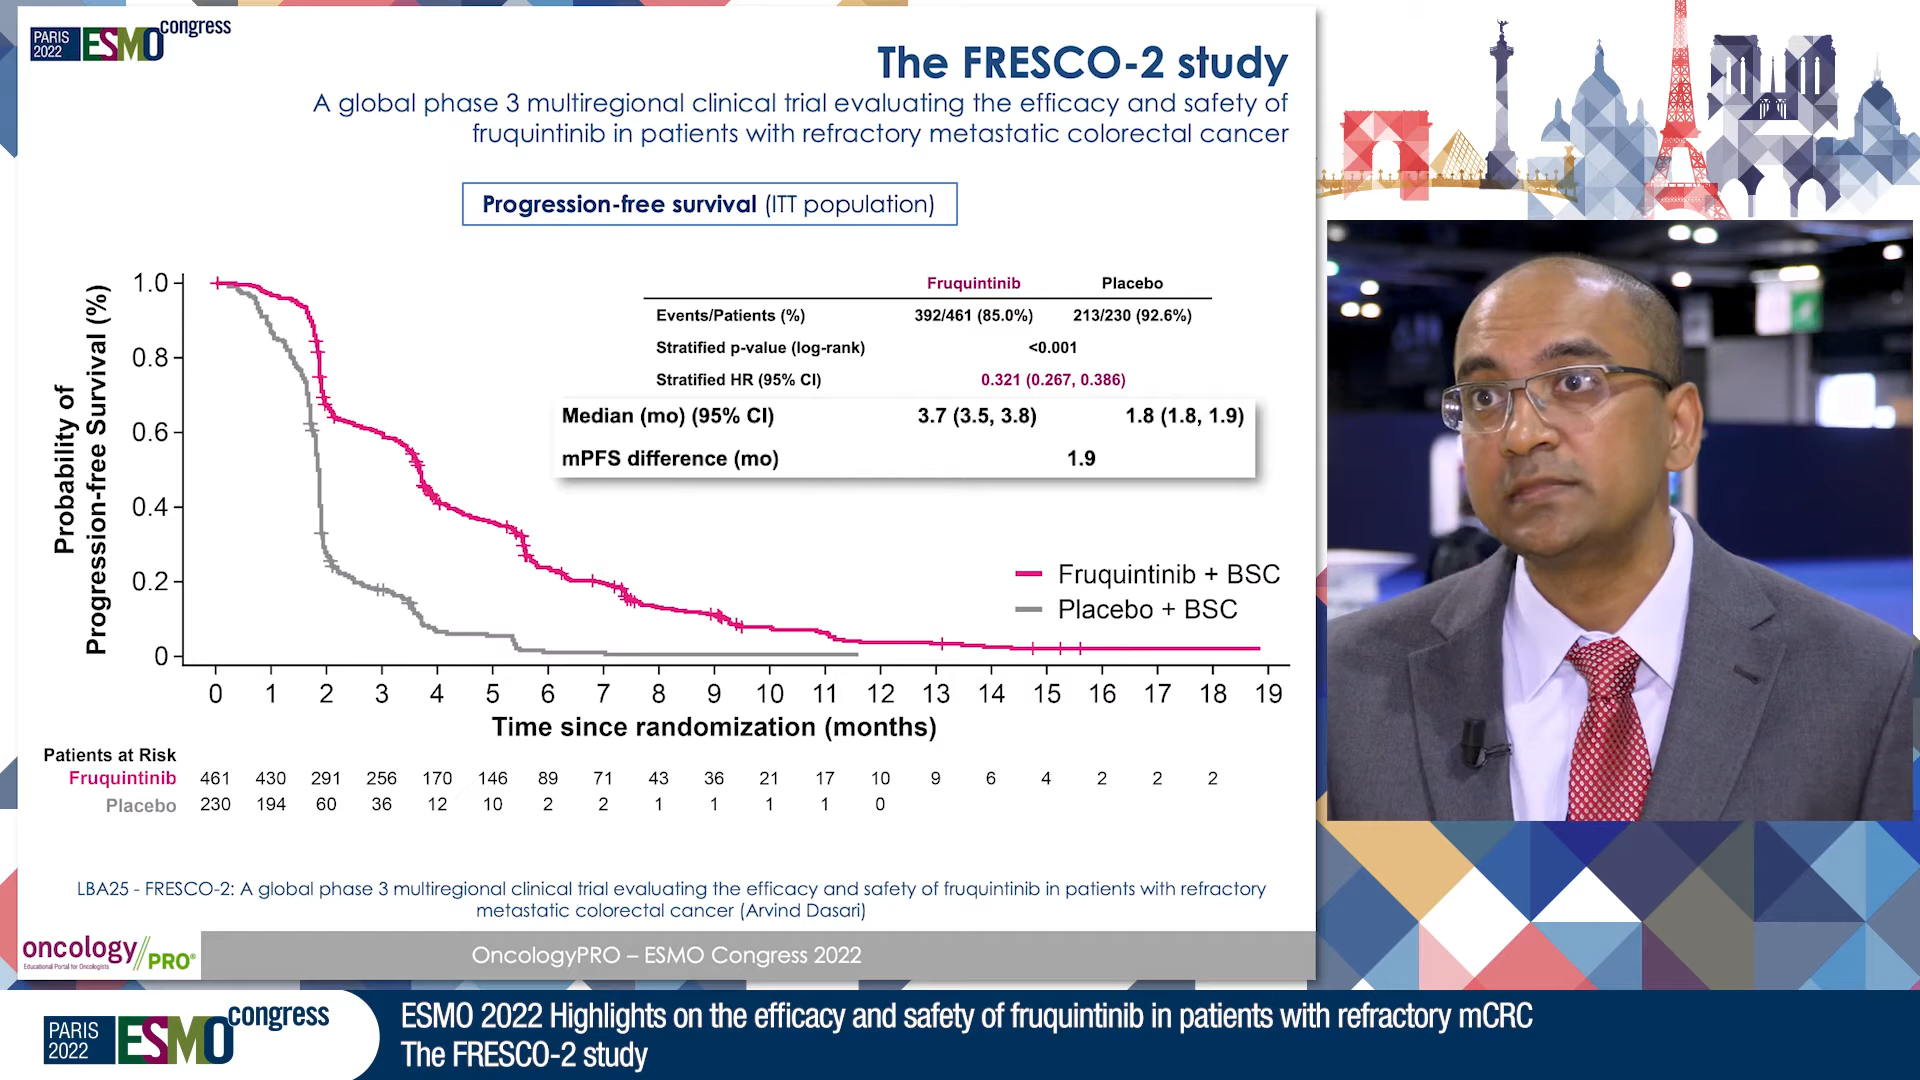 PARIS
2022
ESMO
congress
The FRESCO-2 study
A global phase 3 multiregional clinical trial evaluating the efficacy and safety of
fruquintinib in patients with refractory metastatic colorectal cancer
Progression-free survival (ITT population)
Probability of
Progression-free Survival (%)
1.0
0.8
0.6
0.4
0.2
0
Fruquintinib Placebo
Events/Patients (%) 392/461 (85.0%) 213/230 (92.6%)
Stratified p-value (log-rank) <0.001
Stratified HR (95% CI) 0.321 (0.267, 0.386)
Median (mo) (95% CI) 3.7 (3.5, 3.8) 1.8 (1.8, 1.9)
mPFS difference (mo) 1.9
Fruquintinib + BSC
Placebo + BSC
0 1 2 3 4 5 6 7 8 9 10 11 12 13 14 15 16 17 18 19
Time since randomization (months)
Patients at Risk
Fruquintinib 461 430 291 256 170 146 89 71 43 36 21 17 10 9 6 4 2 2 2
Placebo 230 194 60 36 12 10 2 2 1 1 1 1 0
LBA25 - FRESCO-2: A global phase 3 multiregional clinical trial evaluating the efficacy and safety of fruquintinib in patients with refractory
metastatic colorectal cancer (Arvind Dasari)
oncology//PRO®
Educational Portal for Oncologists
OncologyPRO – ESMO Congress 2022
PARIS
2022
ESMO
congress
ESMO 2022 Highlights on the efficacy and safety of fruquintinib in patients with refractory mCRC
The FRESCO-2 study